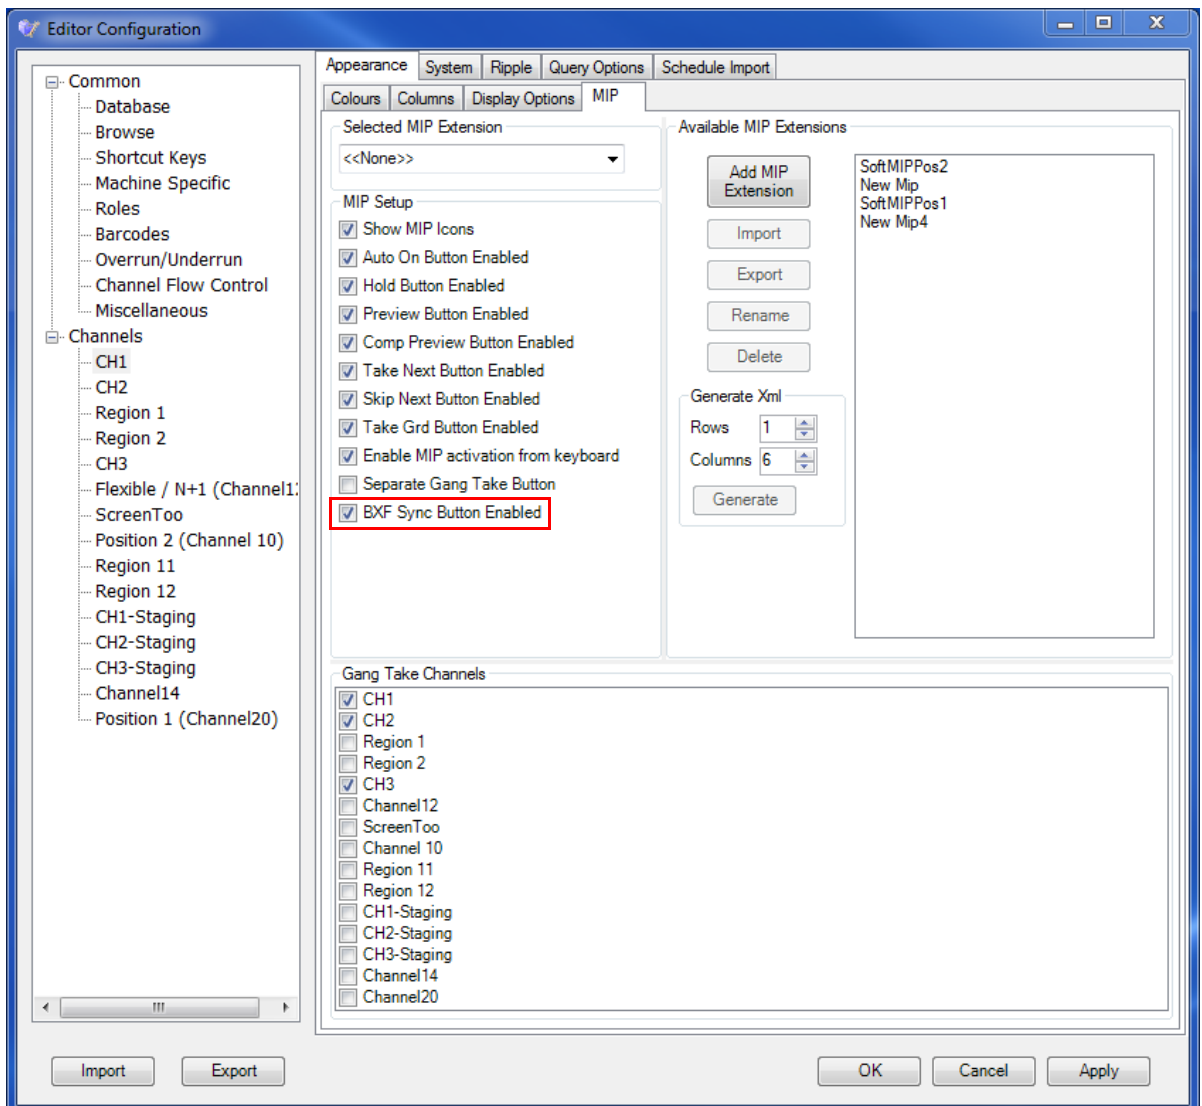 Editor Configuration
Common
Database
Browse
Shortcut Keys
Machine Specific
Roles
Barcodes
Overrun/Underrun
Channel Flow Control
Miscellaneous
Channels
CH1
CH2
Region 1
Region 2
CH3
Flexible / N+1 (Channel1
ScreenToo
Position 2 (Channel 10)
Region 11
Region 12
CH1-Staging
CH2-Staging
CH3-Staging
Channel14
Position 1 (Channel20)
Import
Export
Appearance System Ripple Query Options Schedule Import
Colours Columns Display Options MIP
Selected MIP Extension
<<None>>
MIP Setup
Show MIP Icons
Auto On Button Enabled
Hold Button Enabled
Preview Button Enabled
Comp Preview Button Enabled
Take Next Button Enabled
Skip Next Button Enabled
Take Grd Button Enabled
Enable MIP activation from keyboard
Separate Gang Take Button
BXF Sync Button Enabled
Available MIP Extensions
Add MIP
Extension
Import
Export
Rename
Delete
Generate Xml
Rows 1
Columns 6
Generate
SoftMIPPos2
New Mip
SoftMIPPos1
New Mip4
Gang Take Channels
CH1
CH2
Region 1
Region 2
CH3
Channel12
ScreenToo
Channel 10
Region 11
Region 12
CH1-Staging
CH2-Staging
CH3-Staging
Channel14
Channel20
OK Cancel Apply